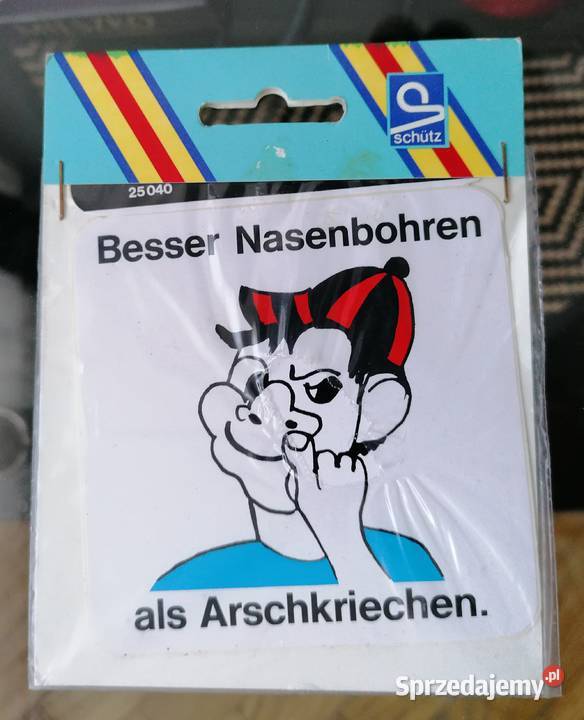 schütz
25040
Besser Nasenbohren
als Arschkriechen.
Sprzedajemy.pl